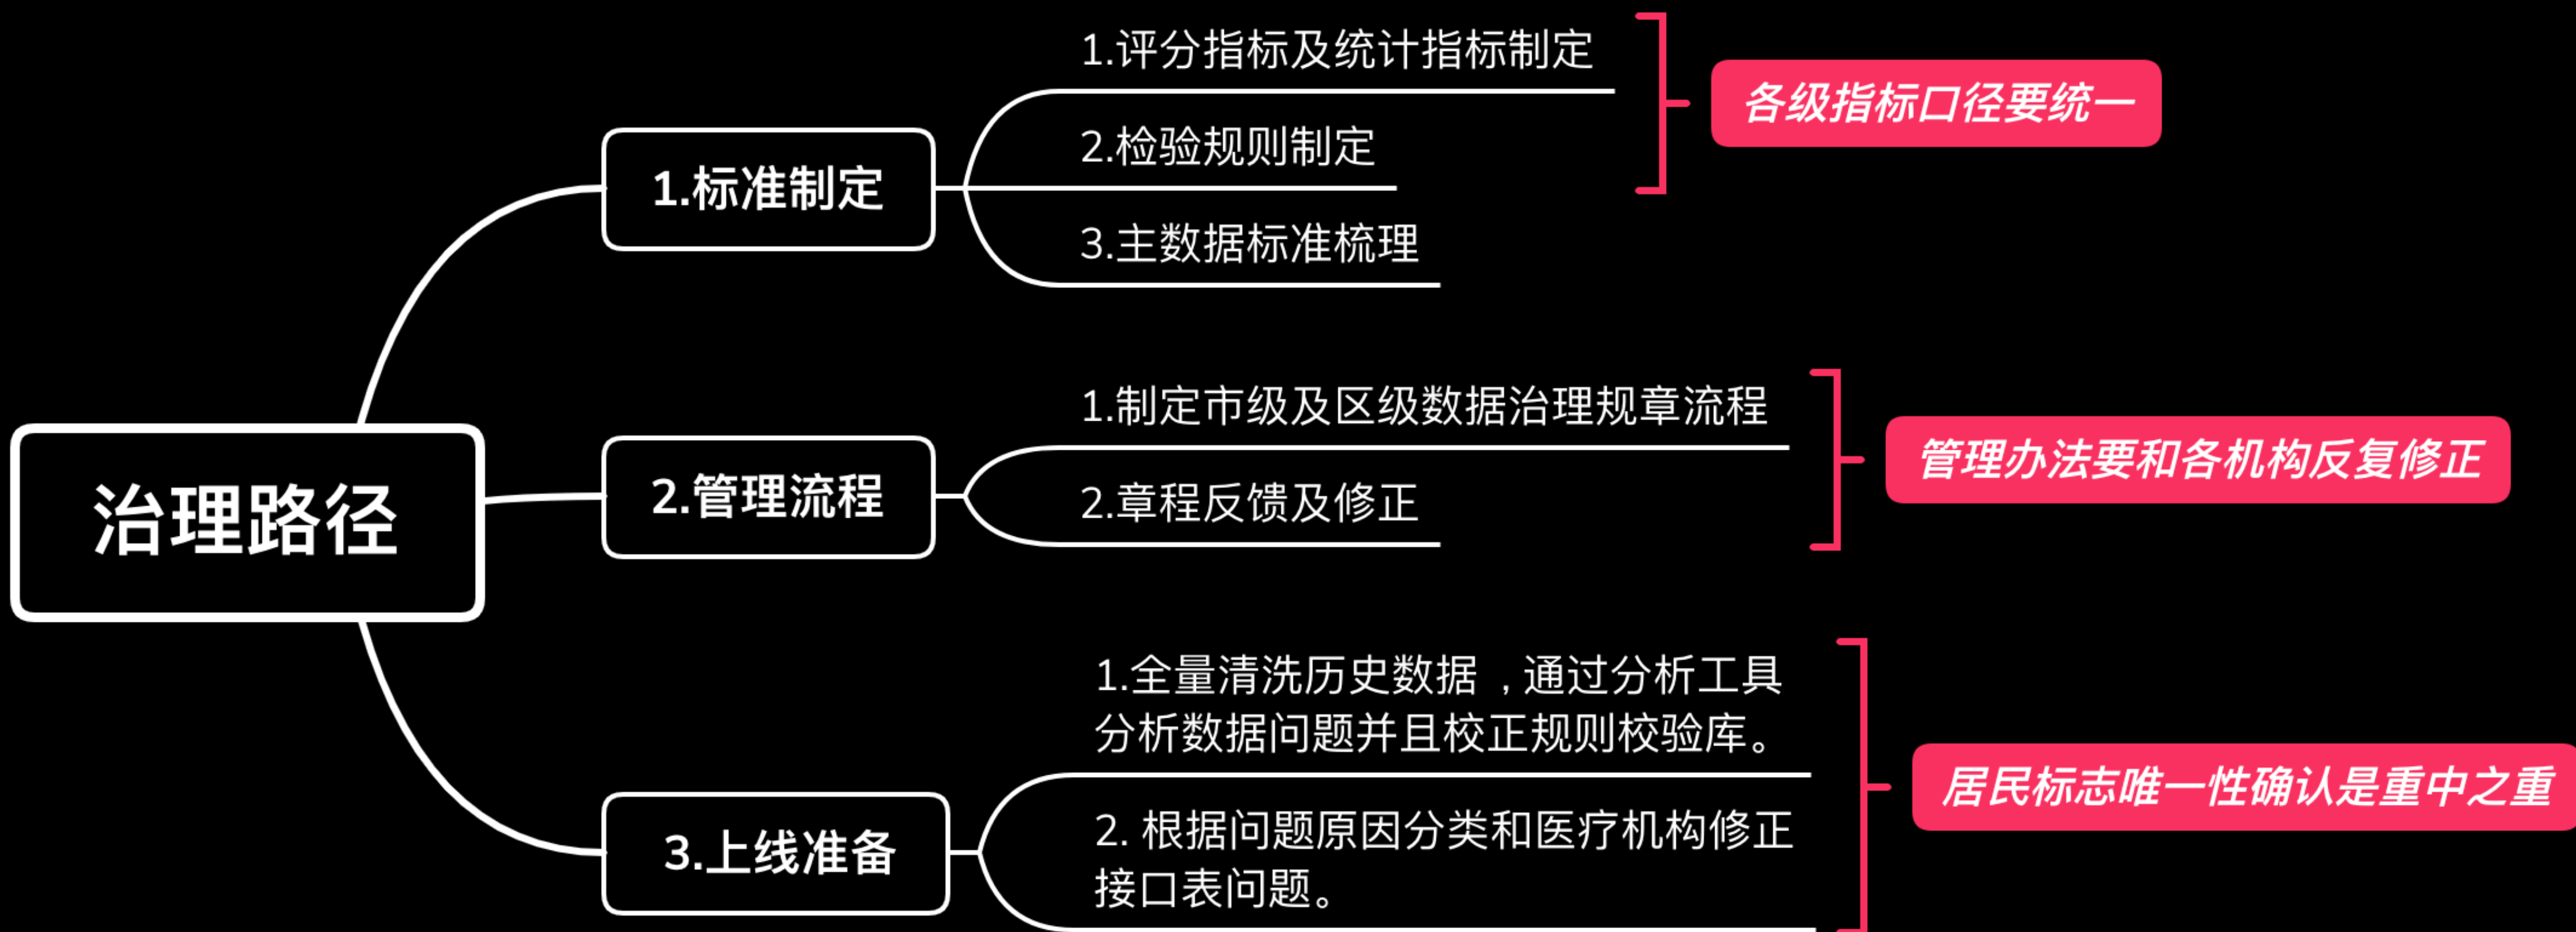 治理路径
1.标准制定
1.评分指标及统计指标制定
2.检验规则制定
3.主数据标准梳理
各级指标口径要统一
2.管理流程
1.制定市级及区级数据治理规章流程
2.章程反馈及修正
管理办法要和各机构反复修正
3.上线准备
1.全量清洗历史数据 ,通过分析工具
分析数据问题并且校正规则校验库。
2. 根据问题原因分类和医疗机构修正
接口表问题。
居民标志唯一性确认是重中之重